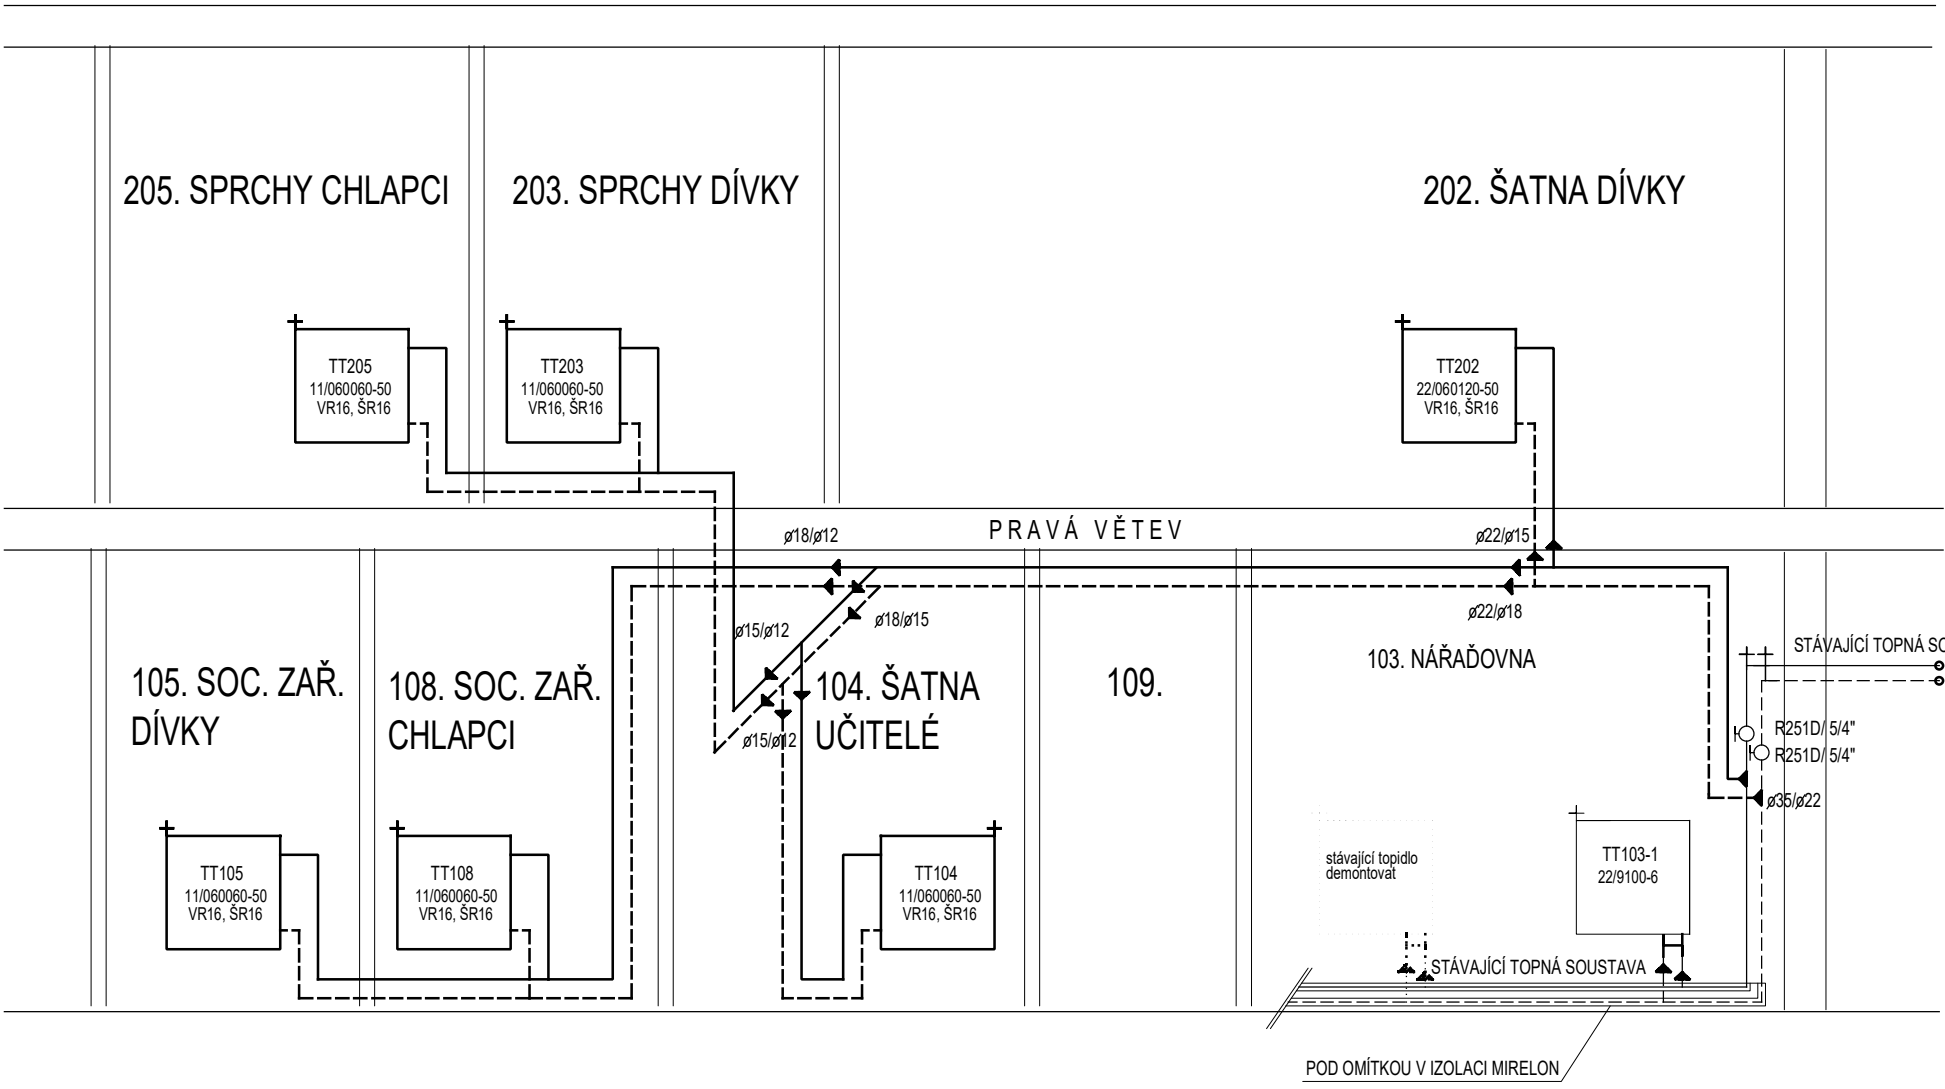 205. SPRCHY CHLAPCI
203. SPRCHY DÍVKY
202. ŠATNA DÍVKY
TT205
11/060060-50
VR16, ŠR16
TT203
11/060060-50
VR16, ŠR16
TT202
22/060120-50
VR16, ŠR16
PRAVÁ VĚTEV
ø18/ø12
ø22/ø15
ø15/ø12
ø18/ø15
ø22/ø18
105. SOC. ZAŘ.
DÍVKY
108. SOC. ZAŘ.
CHLAPCI
104. ŠATNA
UČITELÉ
109.
103. NÁŘAĎOVNA
STÁVAJÍCÍ TOPNÁ SO
ø15/ø12
R251D/ 5/4"
R251D/ 5/4"
ø35/ø22
TT105
11/060060-50
VR16, ŠR16
TT108
11/060060-50
VR16, ŠR16
TT104
11/060060-50
VR16, ŠR16
stávající topidlo
demontovat
TT103-1
22/9100-6
STÁVAJÍCÍ TOPNÁ SOUSTAVA
POD OMÍTKOU V IZOLACI MIRELON